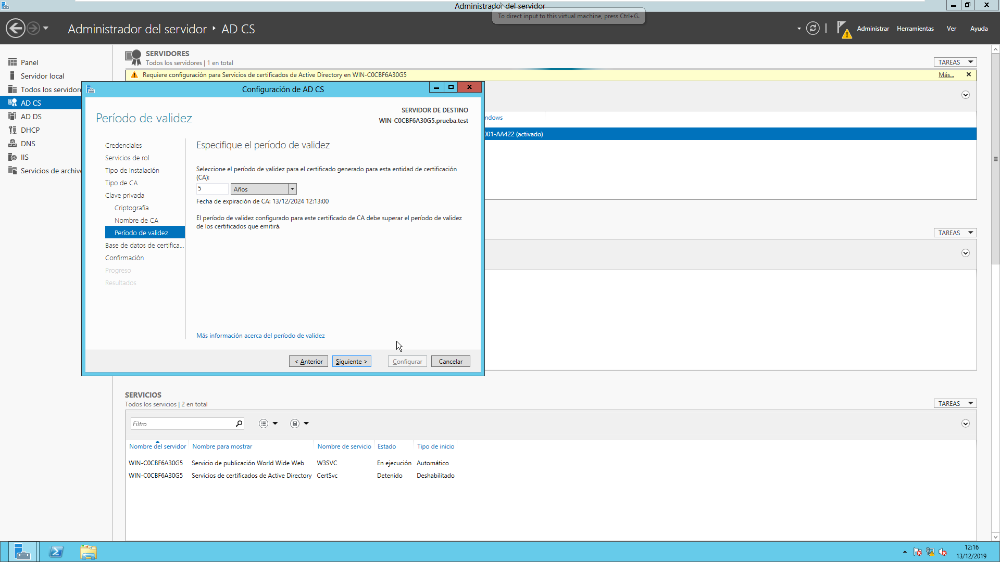 Administrador del servidor
To direct input to this virtual machine, press Ctrl+G.
Administrador del servidor ‣ AD CS
Administrar
Herramientas
Ver
Ayuda
Panel
Servidor local
Todos los servidore
AD CS
AD DS
DHCP
DNS
IIS
Servicios de archivo
SERVIDORES
Todos los servidores | 1 en total
TAREAS
Requiere configuración para Servicios de certificados de Active Directory en WIN-C0CBF6A30G5
Más...
ndows
001-AA422 (activado)
Configuración de AD CS
Período de validez
SERVIDOR DE DESTINO
WIN-C0CBF6A30G5.prueba.test
Credenciales
Servicios de rol
Tipo de instalación
Tipo de CA
Clave privada
Criptografía
Nombre de CA
Período de validez
Base de datos de certifica...
Confirmación
Progreso
Resultados
Especifique el período de validez
Seleccione el período de validez para el certificado generado para esta entidad de certificación
(CA):
5
Años
Fecha de expiración de CA: 13/12/2024 12:13:00
El período de validez configurado para este certificado de CA debe superar el período de validez
de los certificados que emitirá.
Más información acerca del período de validez
< Anterior
Siguiente >
Configurar
Cancelar
TAREAS
SERVICIOS
Todos los servicios | 2 en total
TAREAS
Filtro
Nombre del servidor
Nombre para mostrar
Nombre de servicio
Estado
Tipo de inicio
WIN-C0CBF6A30G5 Servicio de publicación World Wide Web W3SVC En ejecución Automático
WIN-C0CBF6A30G5 Servicios de certificados de Active Directory CertSvc Detenido Deshabilitado
12:16
13/12/2019